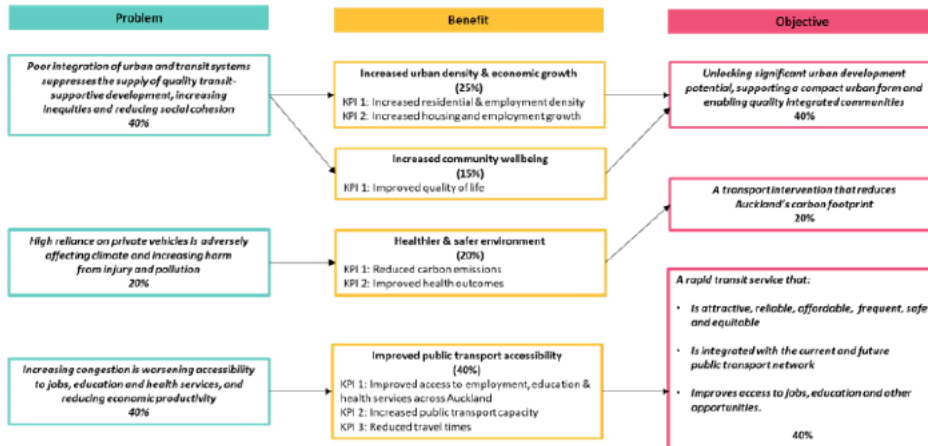 Problem
Benefit
Objective
Poor integration of urban and transit systems
suppresses the supply of quality transit-
supportive development, increasing
inequities and reducing social cohesion
40%
High reliance on private vehicles is adversely
affecting climate and increasing harm
from injury and pollution
20%
Increasing congestion is worsening accessibility
to jobs, education and health services, and
reducing economic productivity
40%
Increased urban density & economic growth
(25%)
KPI 1: Increased residential & employment density
KPI 2: Increased housing and employment growth
Increased community wellbeing
(15%)
KPI 1: Improved quality of life
Healthier & safer environment
(20%)
KPI 1: Reduced carbon emissions
KPI 2: Improved health outcomes
Improved public transport accessibility
(40%)
KPI 1: Improved access to employment, education &
health services across Auckland
KPI 2: Increased public transport capacity
KPI 3: Reduced travel times
Unlocking significant urban development
potential, supporting a compact urban form and
enabling quality integrated communities
40%
A transport intervention that reduces
Auckland's carbon footprint
20%
A rapid transit service that:
• Is attractive, reliable, affordable, frequent, safe
and equitable
• Is integrated with the current and future
public transport network
• Improves access to jobs, education and other
opportunities.
40%